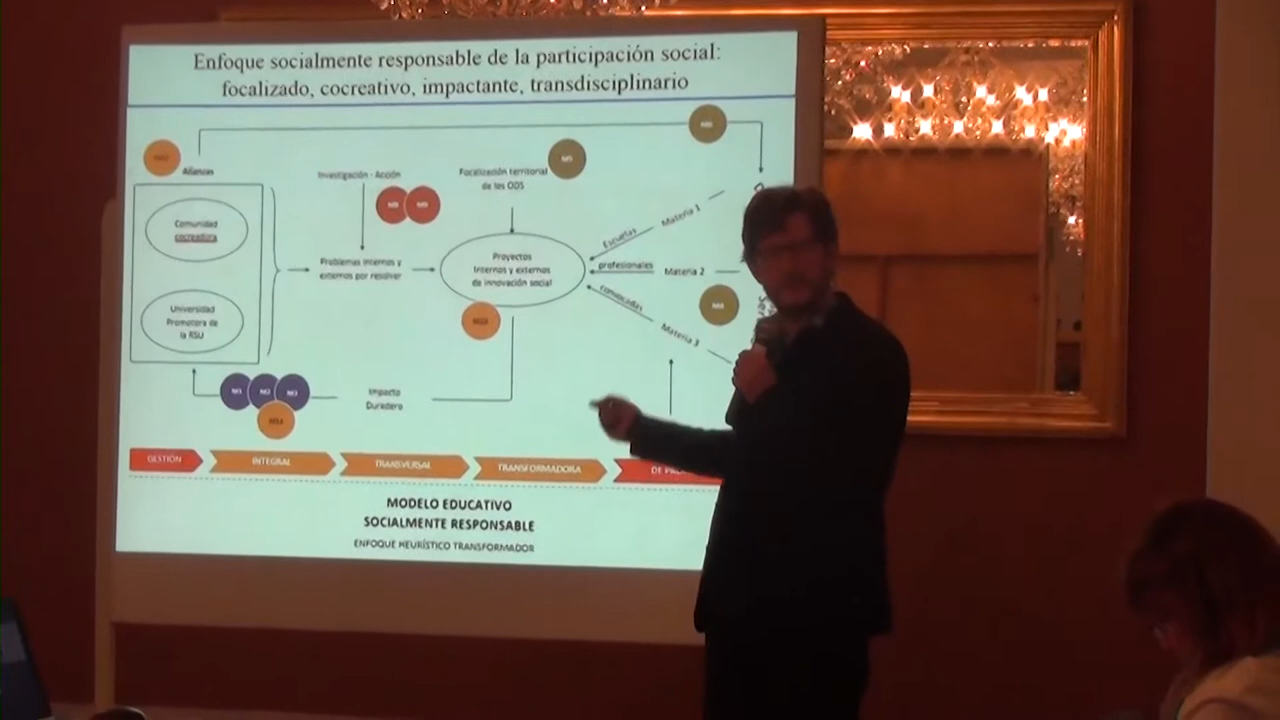 Enfoque socialmente responsable de la participación social:
focalizado, cocreativo, impactante, transdisciplinario
Alianzas
Investigación - Acción
Focalización territorial
de los ODS
Comunidad
cocreadora
Universidad
Promotora de
la RSU
Problemas internos y
externos por resolver
Proyectos
Internos y externos
de innovación social
Escuelas
profesionales
convocadas
Materia 1
Materia 2
Materia 3
Impacto
Duradero
GESTIÓN
INTEGRAL
TRANSVERSAL
TRANSFORMADORA
DE
MODELO EDUCATIVO
SOCIALMENTE RESPONSABLE
ENFOQUE HEURÍSTICO TRANSFORMADOR